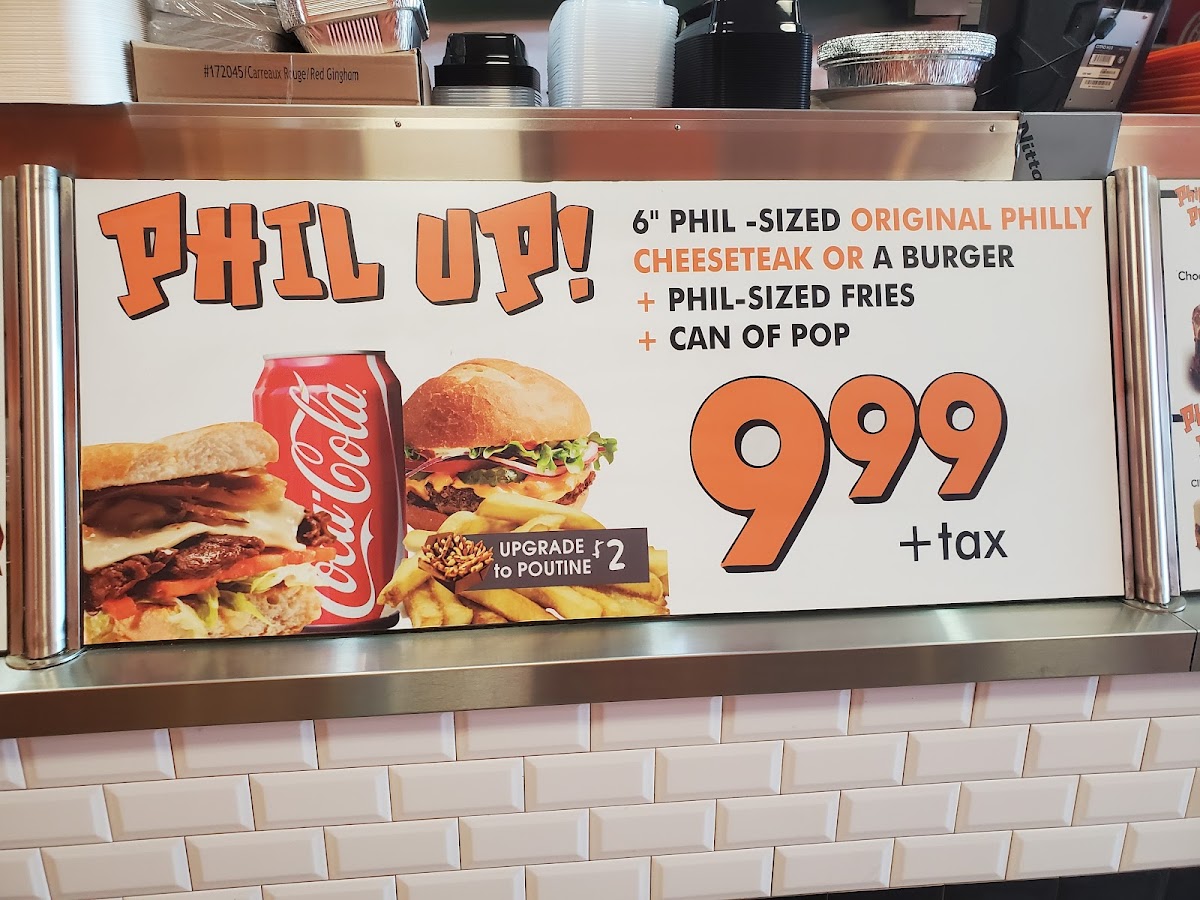 #172045/Carreaux Rouge/Red Gingham
Nitto
PHIL UP!
6" PHIL -SIZED ORIGINAL PHILLY
CHEESETEAK OR A BURGER
+ PHIL-SIZED FRIES
+ CAN OF POP
999
+tax
Coca-Cola
UPGRADE
to POUTINE $2